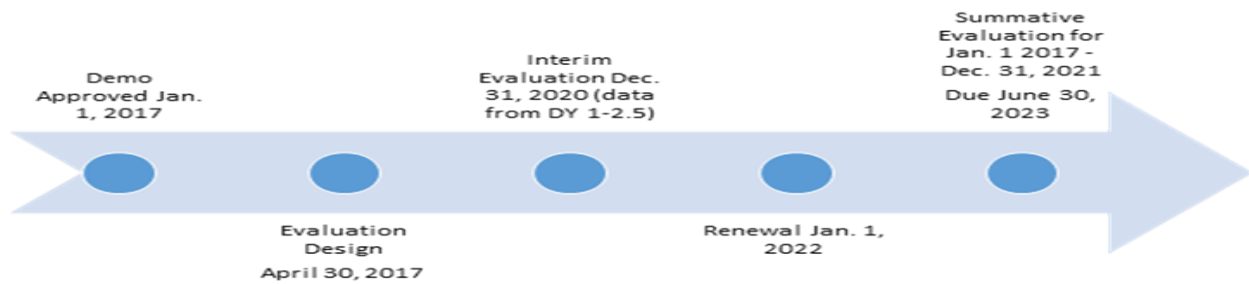 Demo
Approved Jan.
1, 2017
Evaluation
Design
April 30, 2017
Interim
Evaluation Dec.
31, 2020 (data
from DY 1-2.5)
Renewal Jan. 1,
2022
Summative
Evaluation for
Jan. 1 2017 -
Dec. 31, 2021
Due June 30,
2023